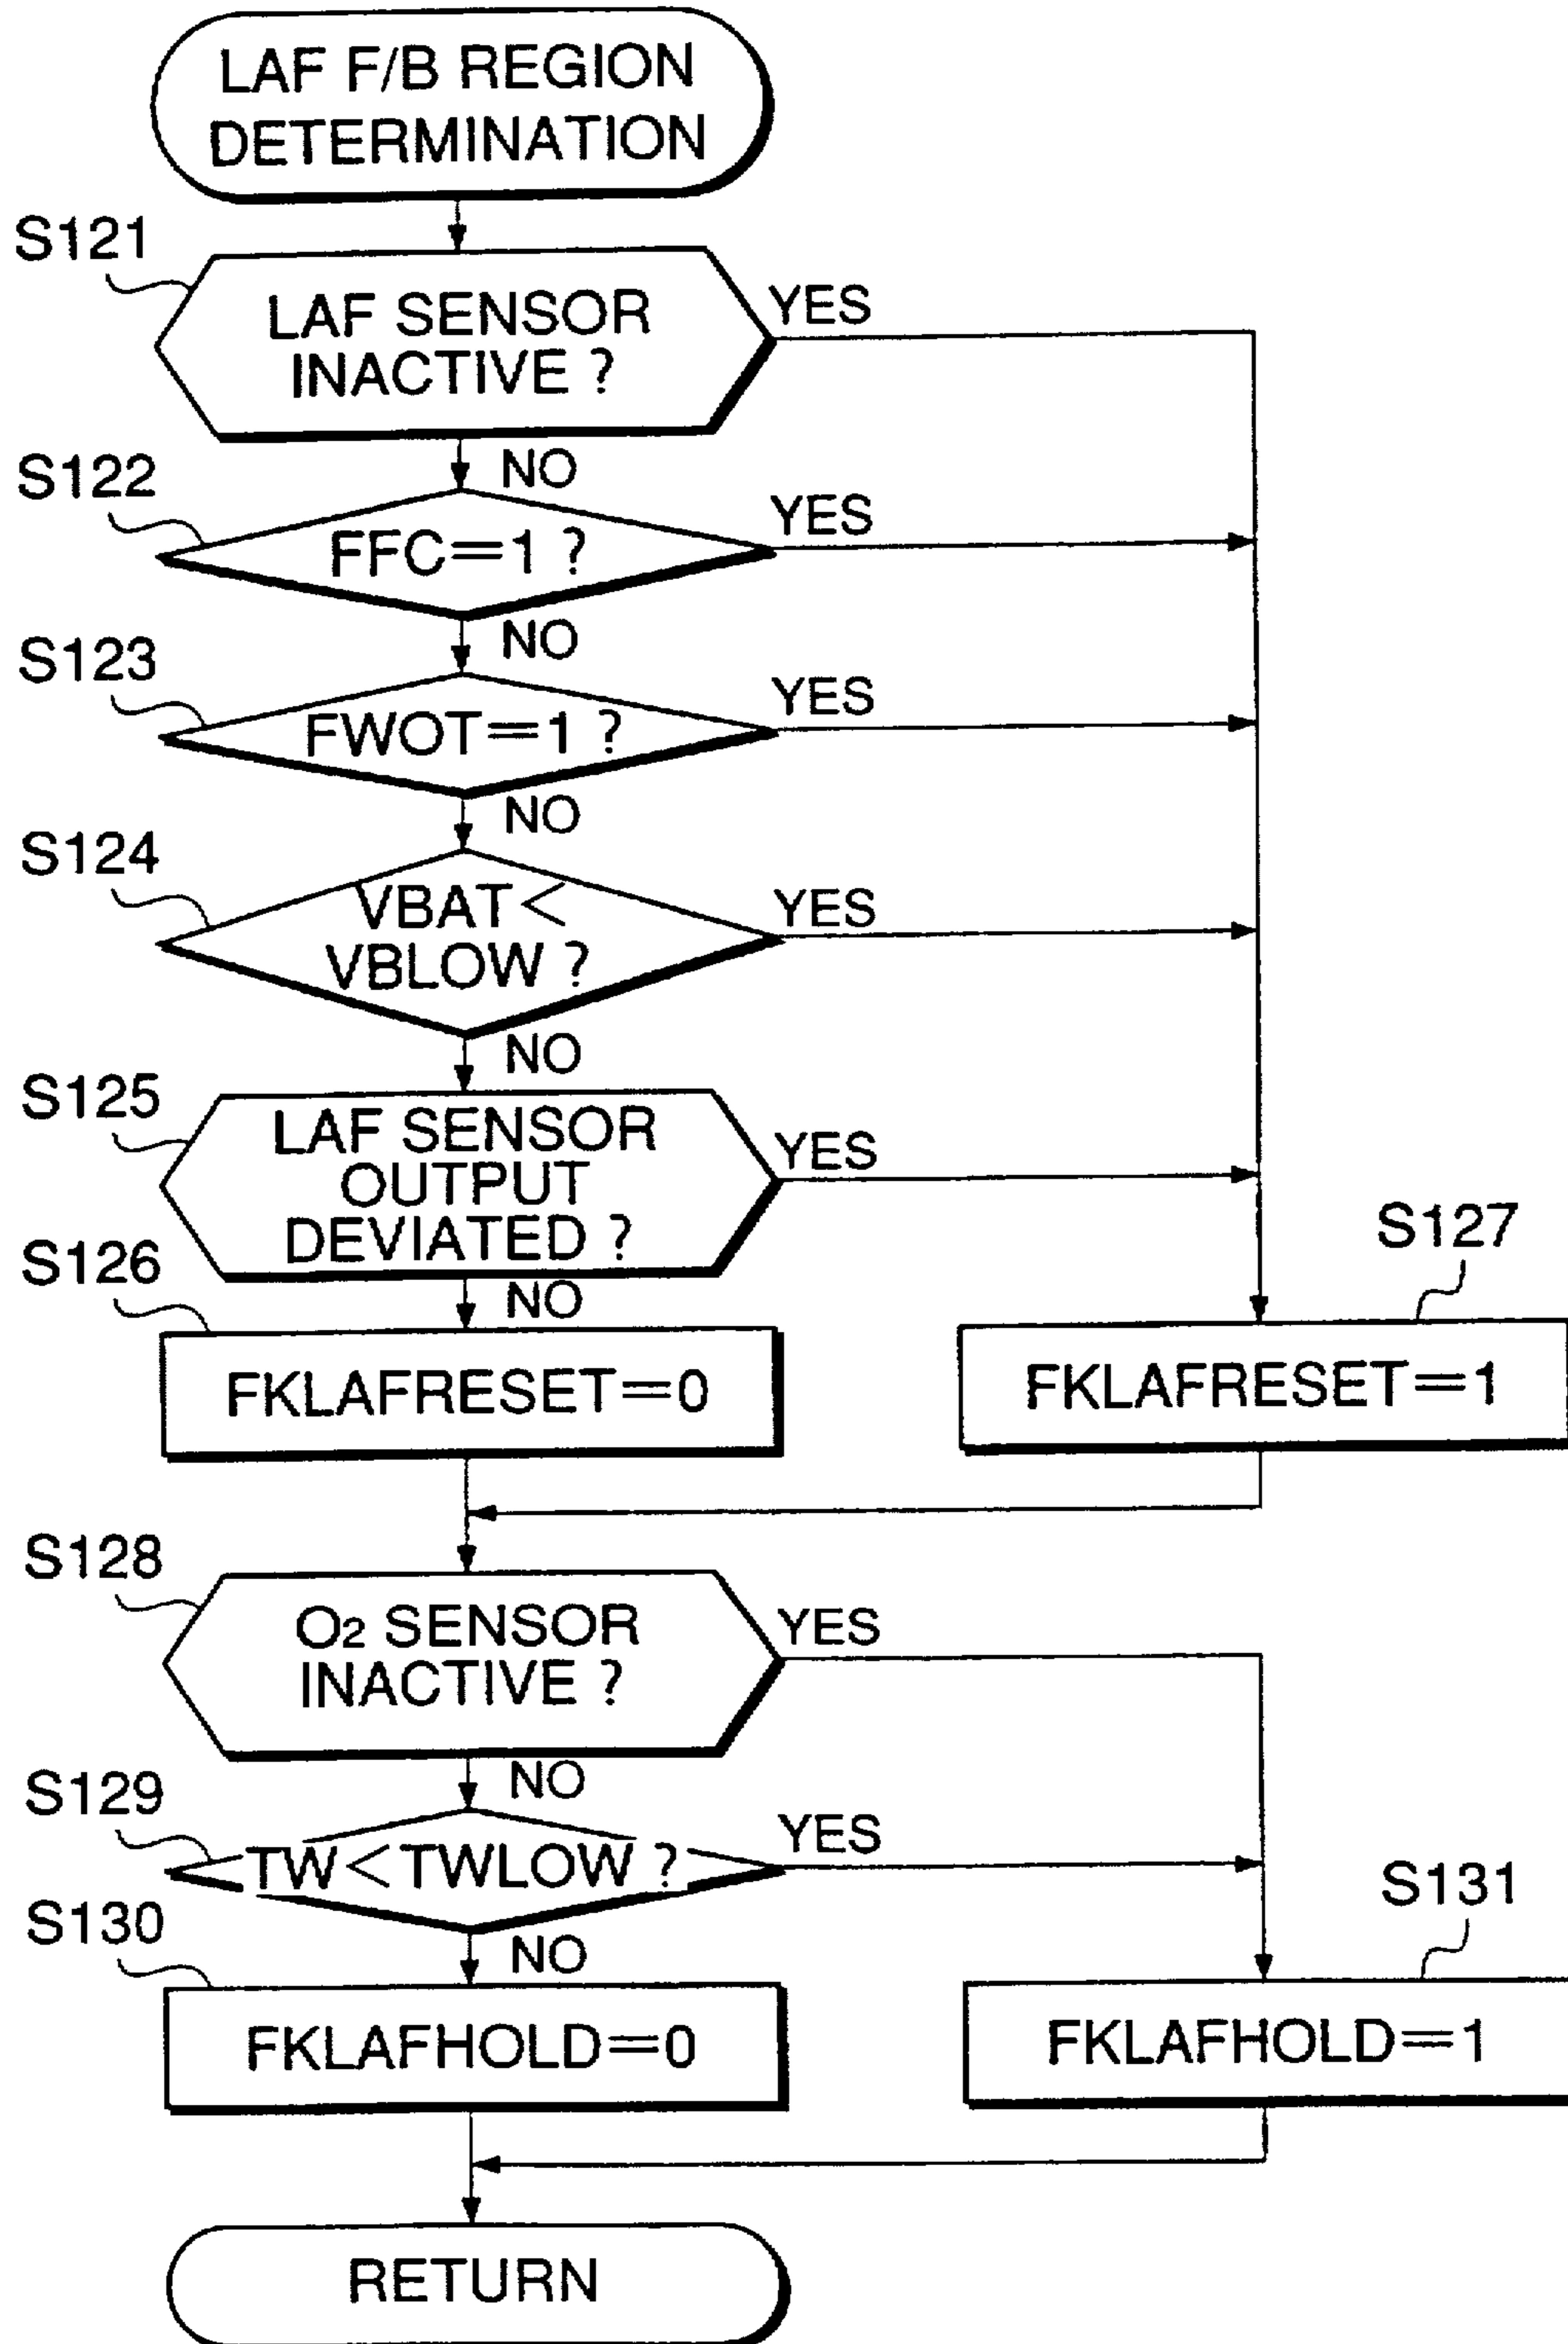 LAF F/B REGION
DETERMINATION
S121
LAF SENSOR
INACTIVE ?
YES
NO
S122
FFC=1 ?
YES
NO
S123
FWOT=1 ?
YES
NO
S124
VBAT<
VBLOW ?
YES
NO
S125
LAF SENSOR
OUTPUT
DEVIATED ?
YES
NO
S126
FKLAFRESET=0
S127
FKLAFRESET=1
S128
O2 SENSOR
INACTIVE ?
YES
NO
S129
TW<TWLOW ?
YES
NO
S130
FKLAFHOLD=0
S131
FKLAFHOLD=1
RETURN